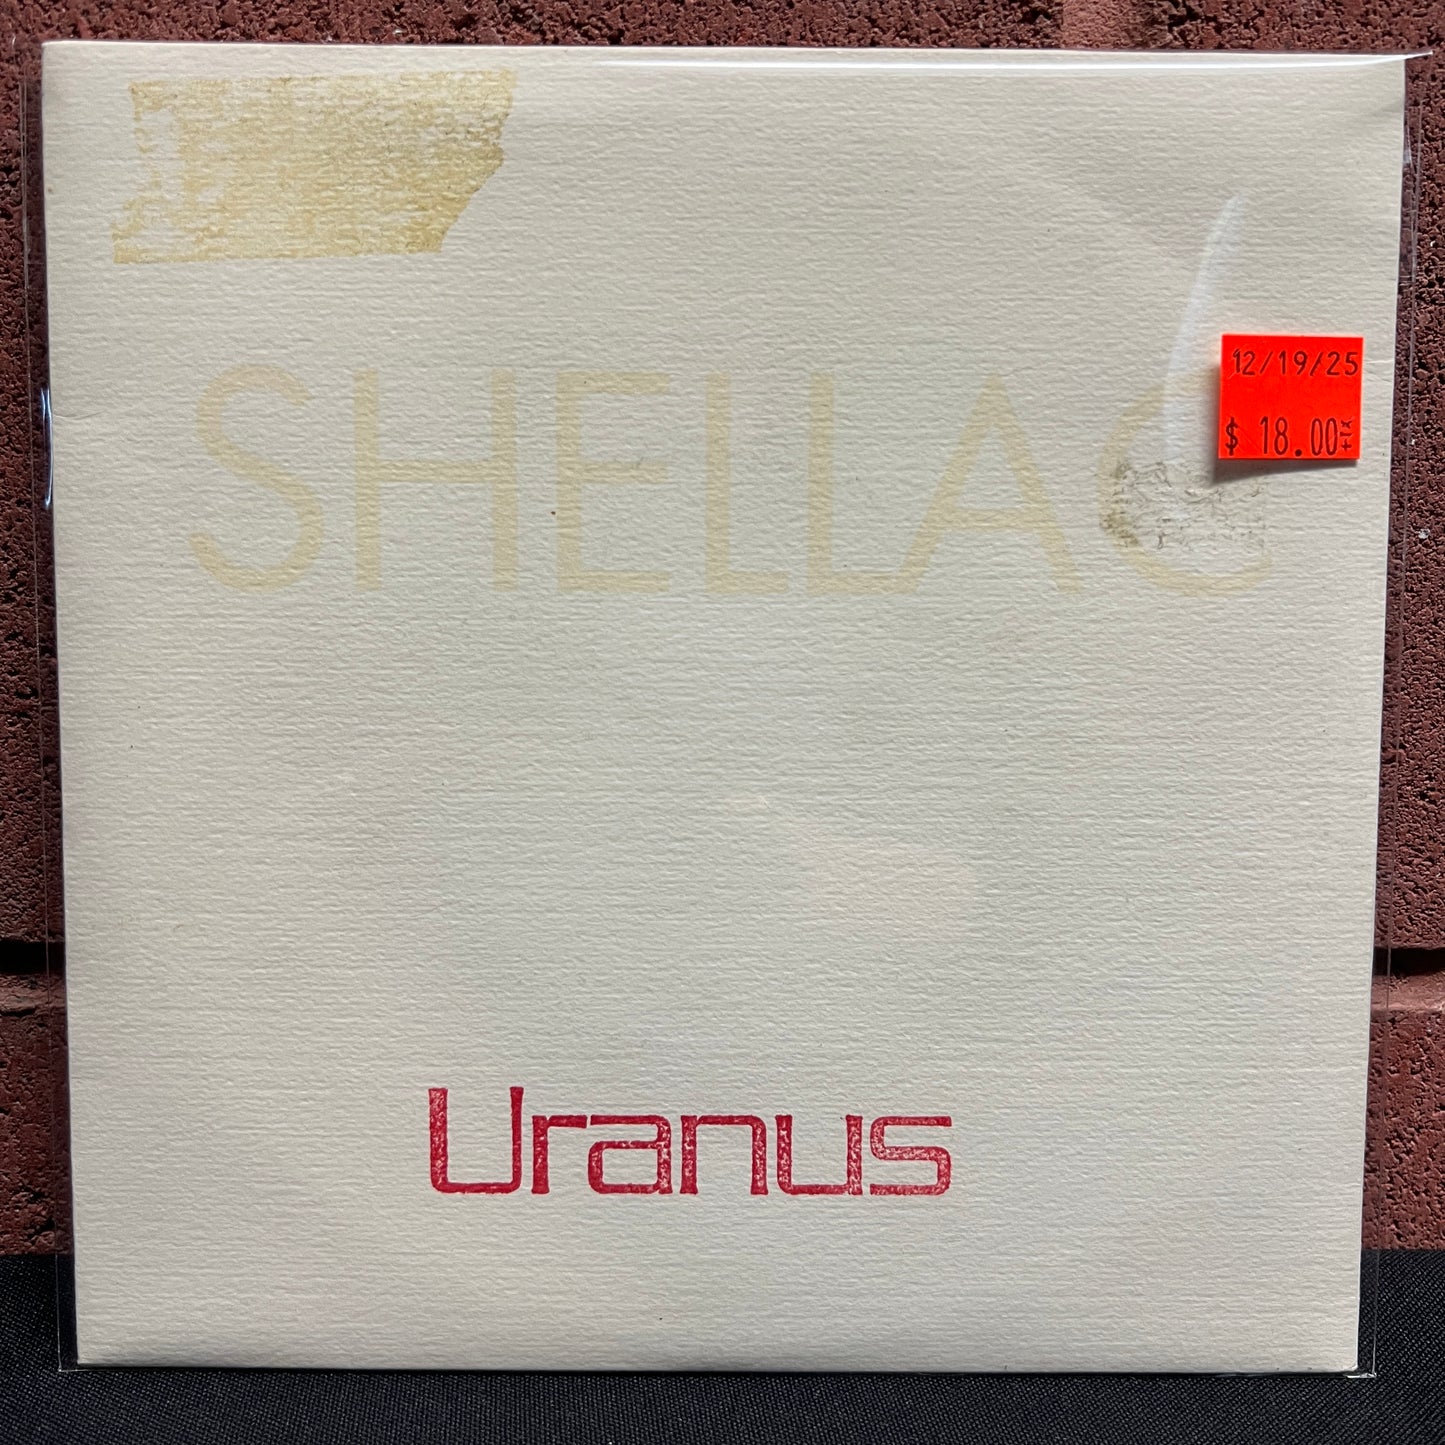 SHELLAC
12/19/25
$ 18.00
Uranus